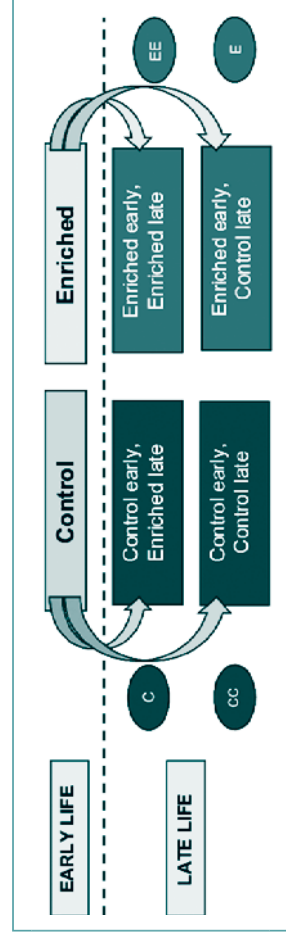 EARLY LIFE
Control
Enriched
LATE LIFE
C
Control early,
Enriched late
Enriched early,
Enriched late
EE
CC
Control early,
Control late
Enriched early,
Control late
E